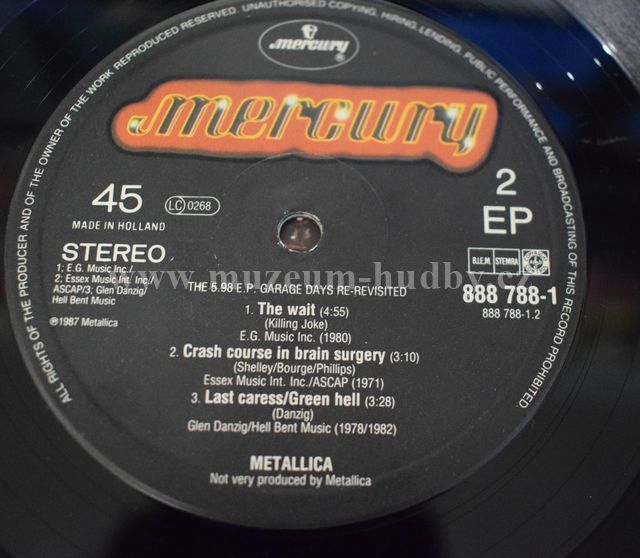 ALL RIGHTS OF THE PRODUCER AND OF THE OWNER OF THE WORK REPRODUCED RESERVED. UNAUTHORISED COPYING, HIRING, LENDING, PUBLIC PERFORMANCE AND BROADCASTING OF THIS RECORD PROHIBITED.
mercury
®
mercury
45
LC 0268
2
MADE IN HOLLAND
EP
STEREO
B.I.E.M.
STEMRA
1; E.G. Music Inc./
2; Essex Music Int. Inc./
ASCAP/3; Glen Danzig/
Hell Bent Music
℗1987 Metallica
888 788-1
888 788-1.2
www.muzeum-hudby.cz
THE 5.98 E.P. GARAGE DAYS RE-REVISITED
1. The wait (4:55)
(Killing Joke)
E.G. Music Inc. (1980)
2. Crash course in brain surgery (3:10)
(Shelley/Bourge/Phillips)
Essex Music Int. Inc./ASCAP (1971)
3. Last caress/Green hell (3:28)
(Danzig)
Glen Danzig/Hell Bent Music (1978/1982)
METALLICA
Not very produced by Metallica